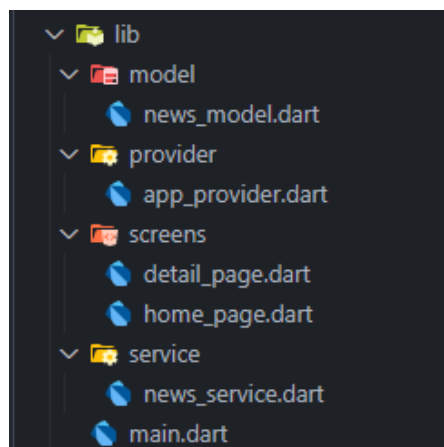 lib
model
news_model.dart
provider
app_provider.dart
screens
detail_page.dart
home_page.dart
service
news_service.dart
main.dart